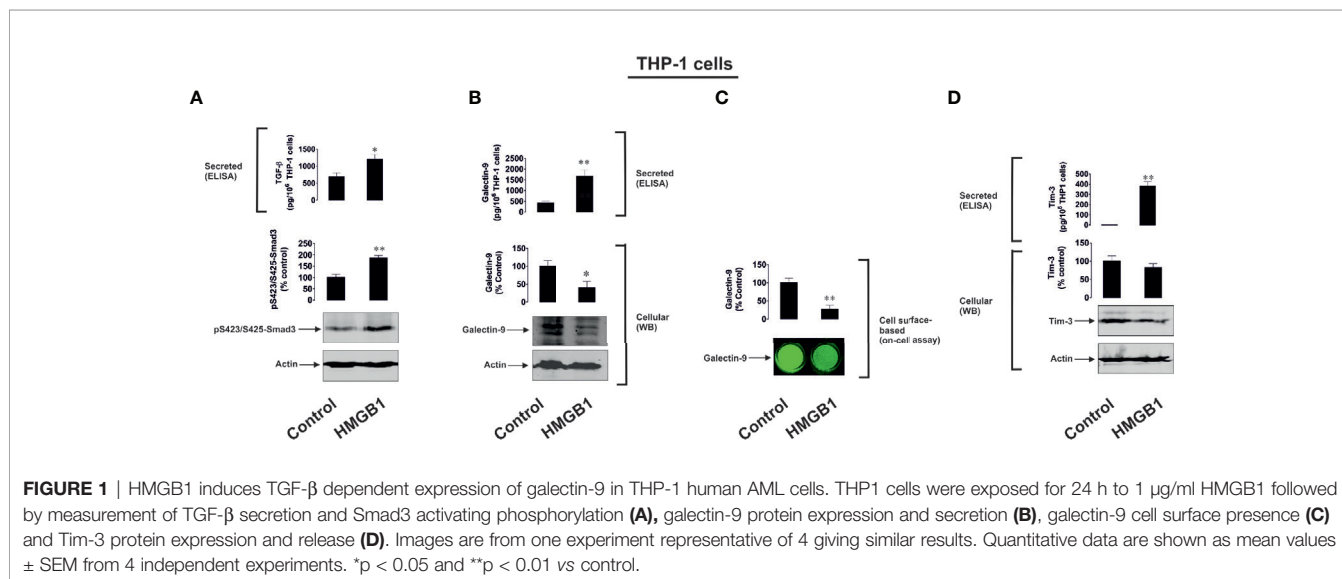 THP-1 cells
A
Secreted
(ELISA)
TGF-β
(pg/10⁶ THP-1 cells)
1500
1000
500
0
*
pS423/S425-Smad3
(% control)
250
200
150
100
50
0
**
pS423/S425-Smad3
Actin
Control
HMGB1
B
Galectin-9
(pg/10⁶ THP-1 cells)
2500
2000
1500
1000
500
0
**
Secreted
(ELISA)
Galectin-9
(% Control)
150
100
50
0
*
Galectin-9
Actin
Cellular
(WB)
Control
HMGB1
C
Galectin-9
(% Control)
150
100
50
0
**
Galectin-9
Cell surface-
based
(on-cell assay)
Control
HMGB1
D
Secreted
(ELISA)
Tim-3
(pg/10⁶ THP1 cells)
500
400
300
200
100
0
**
Cellular
(WB)
Tim-3
(% control)
150
100
50
0
Tim-3
Actin
Control
HMGB1
FIGURE 1 | HMGB1 induces TGF-β dependent expression of galectin-9 in THP-1 human AML cells. THP1 cells were exposed for 24 h to 1 µg/ml HMGB1 followed
by measurement of TGF-β secretion and Smad3 activating phosphorylation (A), galectin-9 protein expression and secretion (B), galectin-9 cell surface presence (C)
and Tim-3 protein expression and release (D). Images are from one experiment representative of 4 giving similar results. Quantitative data are shown as mean values
± SEM from 4 independent experiments. *p < 0.05 and **p < 0.01 vs control.